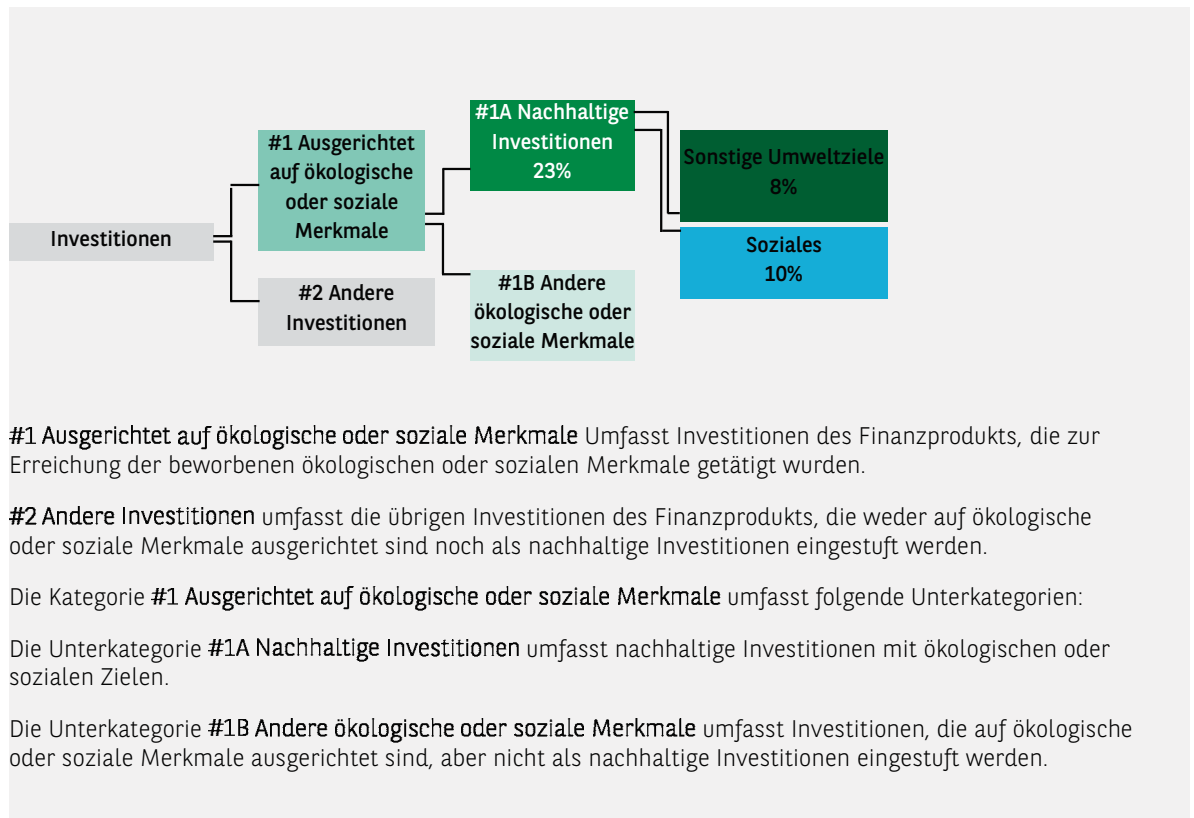 #1A Nachhaltige
Investitionen
23%
#1 Ausgerichtet
auf ökologische
oder soziale
Merkmale
Sonstige Umweltziele
8%
Investitionen
Soziales
10%
#2 Andere
Investitionen
#1B Andere
ökologische oder
soziale Merkmale
#1 Ausgerichtet auf ökologische oder soziale Merkmale Umfasst Investitionen des Finanzprodukts, die zur
Erreichung der beworbenen ökologischen oder sozialen Merkmale getätigt wurden.
#2 Andere Investitionen umfasst die übrigen Investitionen des Finanzprodukts, die weder auf ökologische
oder soziale Merkmale ausgerichtet sind noch als nachhaltige Investitionen eingestuft werden.
Die Kategorie #1 Ausgerichtet auf ökologische oder soziale Merkmale umfasst folgende Unterkategorien:
Die Unterkategorie #1A Nachhaltige Investitionen umfasst nachhaltige Investitionen mit ökologischen oder
sozialen Zielen.
Die Unterkategorie #1B Andere ökologische oder soziale Merkmale umfasst Investitionen, die auf ökologische
oder soziale Merkmale ausgerichtet sind, aber nicht als nachhaltige Investitionen eingestuft werden.